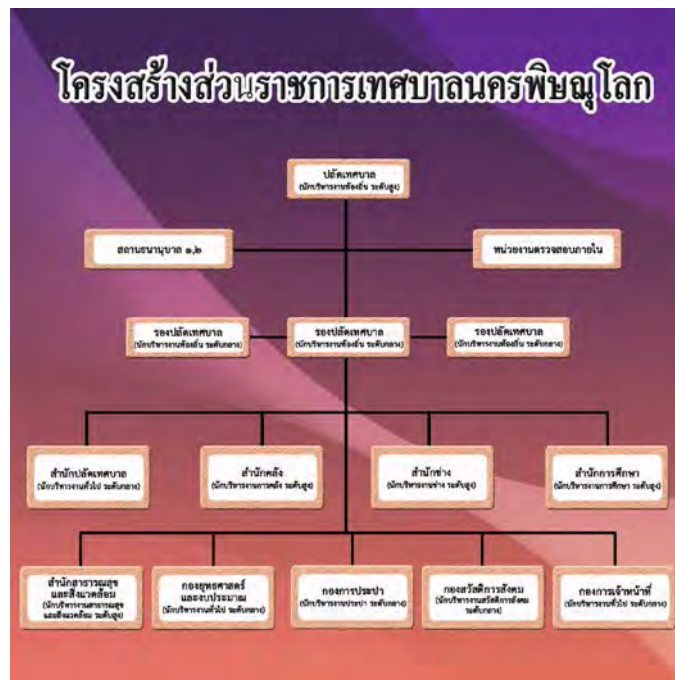 โครงสร้างส่วนราชการเทศบาลนครพิษณุโลก
ปลัดเทศบาล
(นักบริหารงานท้องถิ่น ระดับสูง)
สถานธนานุบาล ๑,๒
หน่วยงานตรวจสอบภายใน
รองปลัดเทศบาล
(นักบริหารงานท้องถิ่น ระดับกลาง)
รองปลัดเทศบาล
(นักบริหารงานท้องถิ่น ระดับกลาง)
รองปลัดเทศบาล
(นักบริหารงานท้องถิ่น ระดับกลาง)
สำนักปลัดเทศบาล
(นักบริหารงานทั่วไป ระดับกลาง)
สำนักคลัง
(นักบริหารงานการคลัง ระดับสูง)
สำนักช่าง
(นักบริหารงานช่าง ระดับสูง)
สำนักการศึกษา
(นักบริหารงานการศึกษา ระดับสูง)
สำนักสาธารณสุข
และสิ่งแวดล้อม
(นักบริหารงานสาธารณสุข
และสิ่งแวดล้อม ระดับสูง)
กองยุทธศาสตร์
และงบประมาณ
(นักบริหารงานทั่วไป ระดับกลาง)
กองการประปา
(นักบริหารงานประปา ระดับกลาง)
กองสวัสดิการสังคม
(นักบริหารงานสวัสดิการสังคม
ระดับกลาง)
กองการเจ้าหน้าที่
(นักบริหารงานทั่วไป ระดับกลาง)